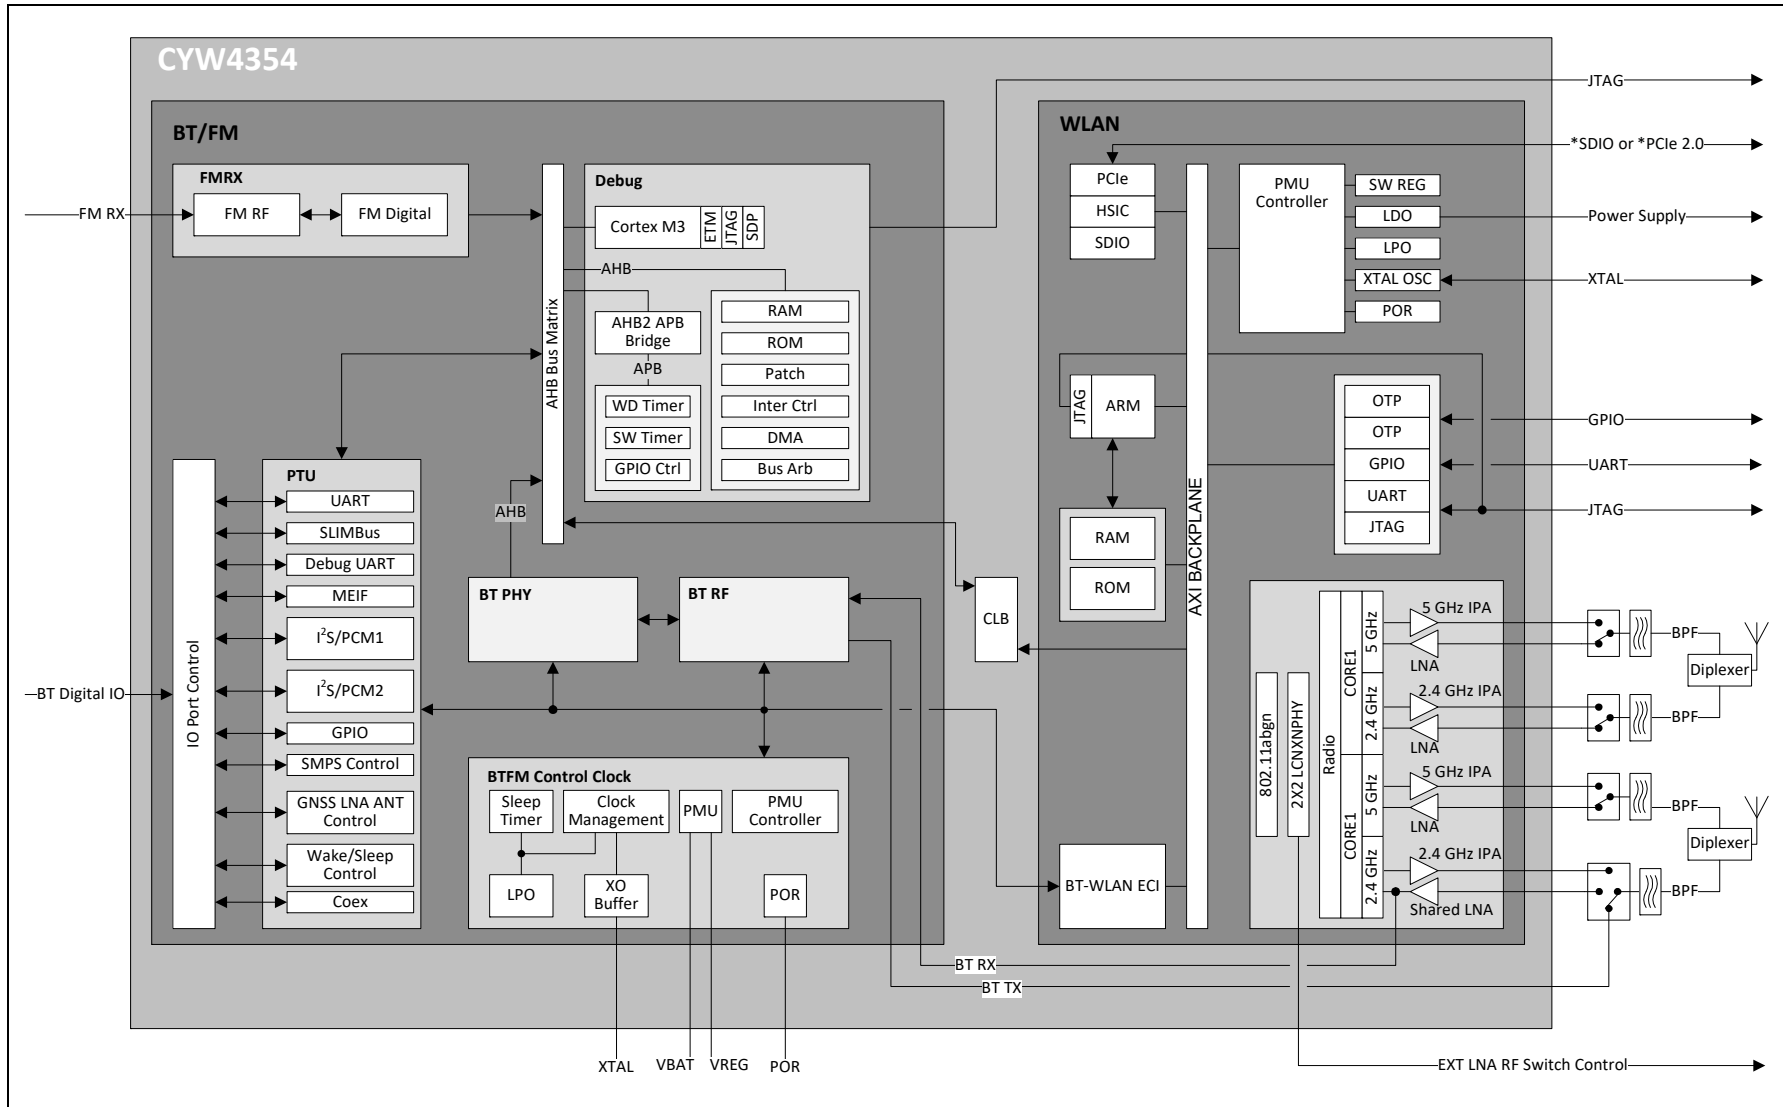 CYW4354
BT/FM
FMRX
FM RX
FM RF
FM Digital
AHB Bus Matrix
Debug
Cortex M3
ETM
JTAG
SDP
AHB
AHB2 APB
Bridge
APB
WD Timer
SW Timer
GPIO Ctrl
RAM
ROM
Patch
Inter Ctrl
DMA
Bus Arb
AHB
BT Digital IO
IO Port Control
PTU
UART
SLIMBus
Debug UART
MEIF
I²S/PCM1
I²S/PCM2
GPIO
SMPS Control
GNSS LNA ANT
Control
Wake/Sleep
Control
Coex
BT PHY
BT RF
BTFM Control Clock
Sleep
Timer
Clock
Management
PMU
PMU
Controller
LPO
XO
Buffer
POR
XTAL
VBAT
VREG
POR
CLB
BT RX
BT TX
WLAN
PCIe
HSIC
SDIO
AXI BACKPLANE
PMU
Controller
SW REG
LDO
LPO
XTAL OSC
POR
JTAG
ARM
RAM
ROM
OTP
OTP
GPIO
UART
JTAG
BT-WLAN ECI
802.11abgn
2X2 LCNXNPHY
Radio
CORE1
5 GHz
2.4 GHz
CORE1
5 GHz
2.4 GHz
5 GHz IPA
LNA
2.4 GHz IPA
LNA
5 GHz IPA
LNA
2.4 GHz IPA
Shared LNA
BPF
BPF
Diplexer
BPF
BPF
Diplexer
JTAG
*SDIO or *PCIe 2.0
Power Supply
XTAL
GPIO
UART
JTAG
EXT LNA RF Switch Control